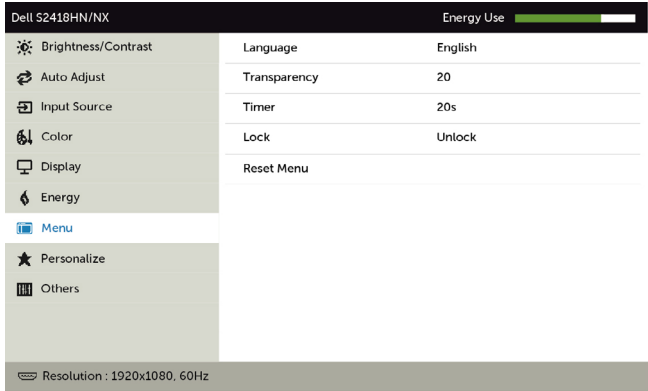 Dell S2418HN/NX Energy Use
Brightness/Contrast
Auto Adjust
Input Source
Color
Display
Energy
Menu
Personalize
Others
Language English
Transparency 20
Timer 20s
Lock Unlock
Reset Menu
Resolution : 1920x1080, 60Hz